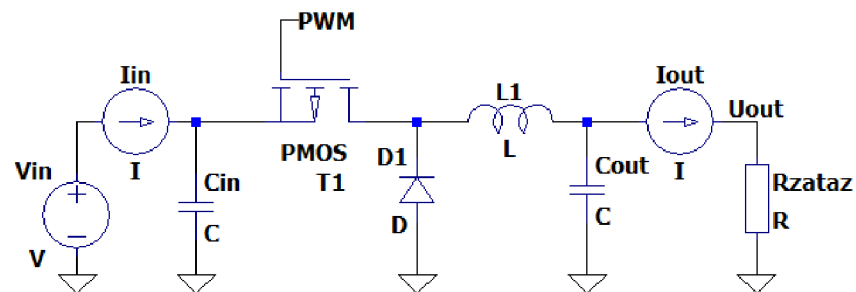 PWM
Iin
L1
Iout
Uout
Vin
I
PMOS
D1
L
Cout
I
Cin
T1
Rzataz
V
C
D
C
R